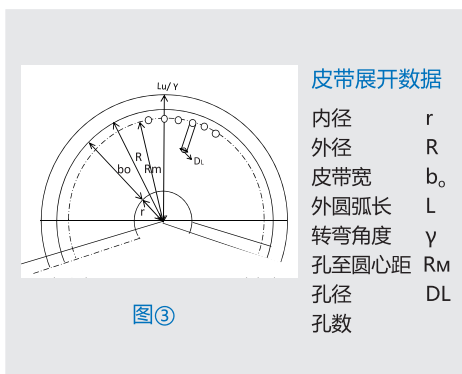 Lu/γ
R
bo
Rm
DL
r
图③
皮带展开数据
内径 r
外径 R
皮带宽 b。
外圆弧长 L
转弯角度 γ
孔至圆心距 RM
孔径 DL
孔数